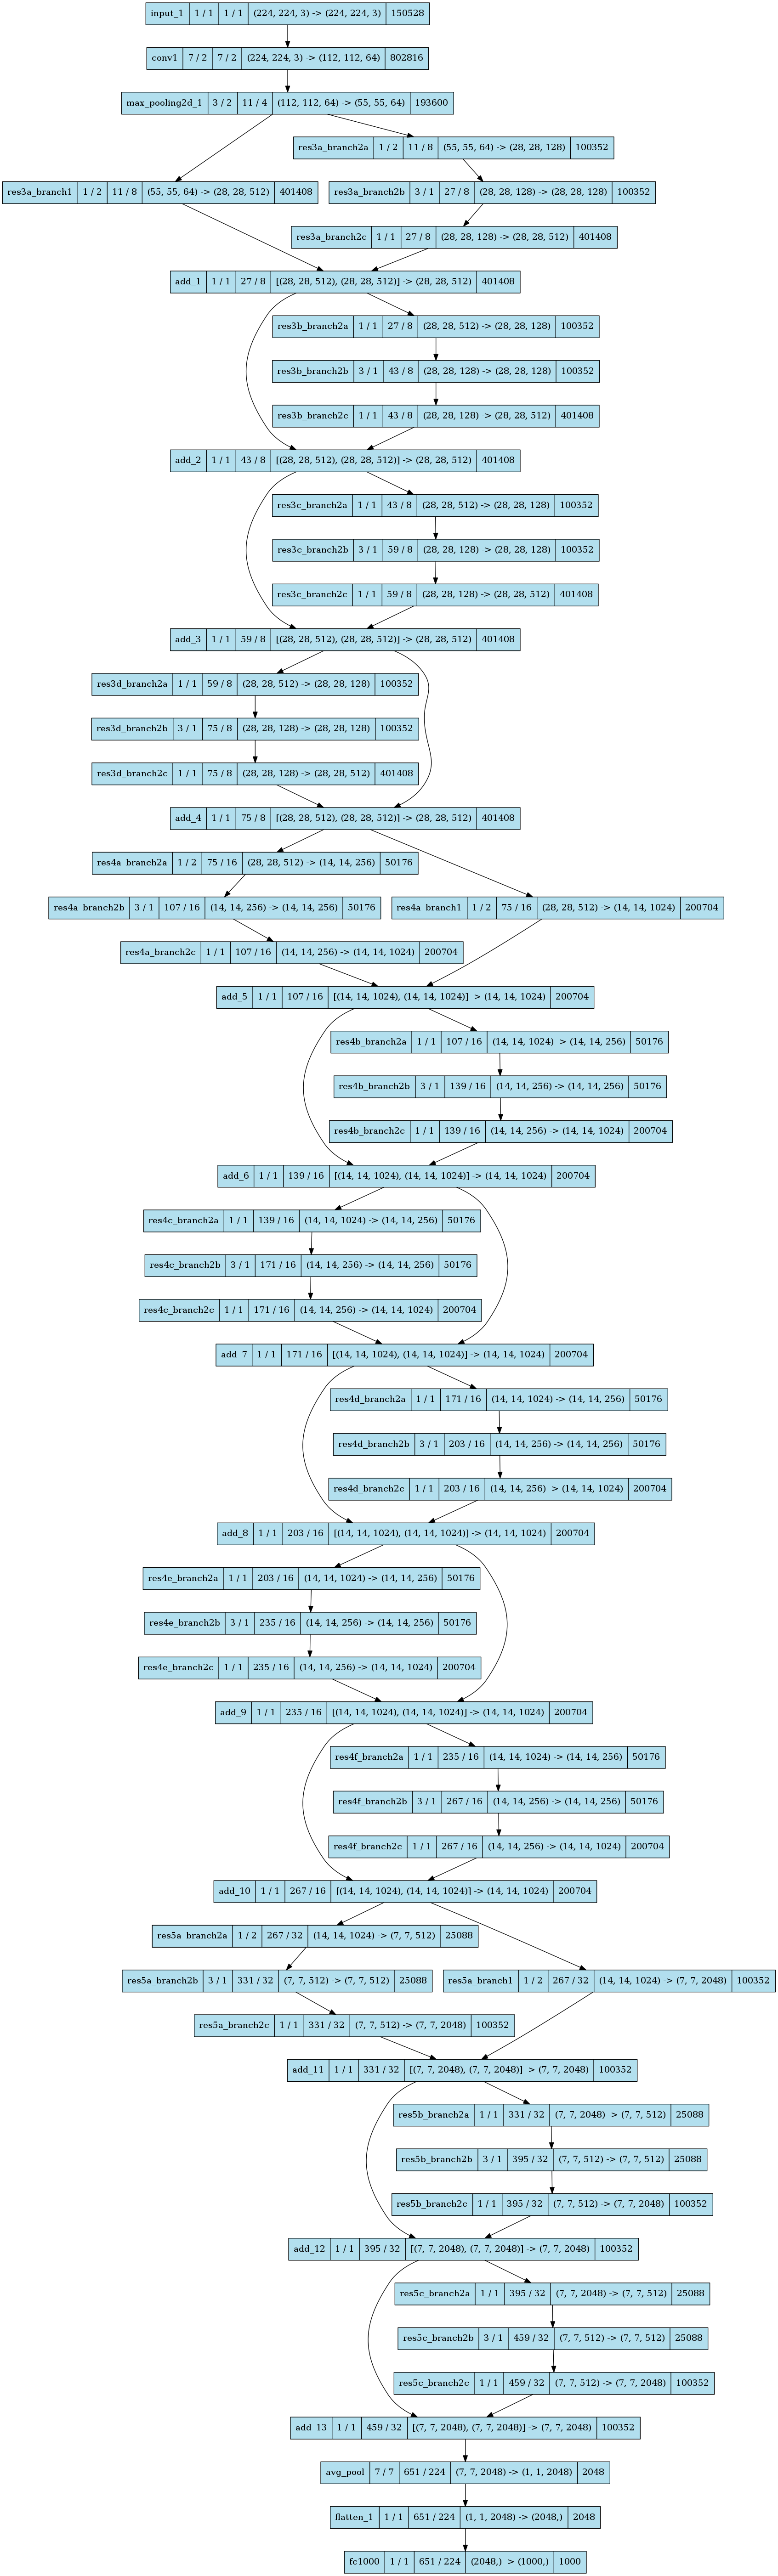 input_1 1 / 1 1 / 1 (224, 224, 3) -> (224, 224, 3) 150528
conv1 7 / 2 7 / 2 (224, 224, 3) -> (112, 112, 64) 802816
max_pooling2d_1 3 / 2 11 / 4 (112, 112, 64) -> (55, 55, 64) 193600
res3a_branch2a 1 / 2 11 / 8 (55, 55, 64) -> (28, 28, 128) 100352
res3a_branch1 1 / 2 11 / 8 (55, 55, 64) -> (28, 28, 512) 401408
res3a_branch2b 3 / 1 27 / 8 (28, 28, 128) -> (28, 28, 128) 100352
res3a_branch2c 1 / 1 27 / 8 (28, 28, 128) -> (28, 28, 512) 401408
add_1 1 / 1 27 / 8 [(28, 28, 512), (28, 28, 512)] -> (28, 28, 512) 401408
res3b_branch2a 1 / 1 27 / 8 (28, 28, 512) -> (28, 28, 128) 100352
res3b_branch2b 3 / 1 43 / 8 (28, 28, 128) -> (28, 28, 128) 100352
res3b_branch2c 1 / 1 43 / 8 (28, 28, 128) -> (28, 28, 512) 401408
add_2 1 / 1 43 / 8 [(28, 28, 512), (28, 28, 512)] -> (28, 28, 512) 401408
res3c_branch2a 1 / 1 43 / 8 (28, 28, 512) -> (28, 28, 128) 100352
res3c_branch2b 3 / 1 59 / 8 (28, 28, 128) -> (28, 28, 128) 100352
res3c_branch2c 1 / 1 59 / 8 (28, 28, 128) -> (28, 28, 512) 401408
add_3 1 / 1 59 / 8 [(28, 28, 512), (28, 28, 512)] -> (28, 28, 512) 401408
res3d_branch2a 1 / 1 59 / 8 (28, 28, 512) -> (28, 28, 128) 100352
res3d_branch2b 3 / 1 75 / 8 (28, 28, 128) -> (28, 28, 128) 100352
res3d_branch2c 1 / 1 75 / 8 (28, 28, 128) -> (28, 28, 512) 401408
add_4 1 / 1 75 / 8 [(28, 28, 512), (28, 28, 512)] -> (28, 28, 512) 401408
res4a_branch2a 1 / 2 75 / 16 (28, 28, 512) -> (14, 14, 256) 50176
res4a_branch2b 3 / 1 107 / 16 (14, 14, 256) -> (14, 14, 256) 50176
res4a_branch1 1 / 2 75 / 16 (28, 28, 512) -> (14, 14, 1024) 200704
res4a_branch2c 1 / 1 107 / 16 (14, 14, 256) -> (14, 14, 1024) 200704
add_5 1 / 1 107 / 16 [(14, 14, 1024), (14, 14, 1024)] -> (14, 14, 1024) 200704
res4b_branch2a 1 / 1 107 / 16 (14, 14, 1024) -> (14, 14, 256) 50176
res4b_branch2b 3 / 1 139 / 16 (14, 14, 256) -> (14, 14, 256) 50176
res4b_branch2c 1 / 1 139 / 16 (14, 14, 256) -> (14, 14, 1024) 200704
add_6 1 / 1 139 / 16 [(14, 14, 1024), (14, 14, 1024)] -> (14, 14, 1024) 200704
res4c_branch2a 1 / 1 139 / 16 (14, 14, 1024) -> (14, 14, 256) 50176
res4c_branch2b 3 / 1 171 / 16 (14, 14, 256) -> (14, 14, 256) 50176
res4c_branch2c 1 / 1 171 / 16 (14, 14, 256) -> (14, 14, 1024) 200704
add_7 1 / 1 171 / 16 [(14, 14, 1024), (14, 14, 1024)] -> (14, 14, 1024) 200704
res4d_branch2a 1 / 1 171 / 16 (14, 14, 1024) -> (14, 14, 256) 50176
res4d_branch2b 3 / 1 203 / 16 (14, 14, 256) -> (14, 14, 256) 50176
res4d_branch2c 1 / 1 203 / 16 (14, 14, 256) -> (14, 14, 1024) 200704
add_8 1 / 1 203 / 16 [(14, 14, 1024), (14, 14, 1024)] -> (14, 14, 1024) 200704
res4e_branch2a 1 / 1 203 / 16 (14, 14, 1024) -> (14, 14, 256) 50176
res4e_branch2b 3 / 1 235 / 16 (14, 14, 256) -> (14, 14, 256) 50176
res4e_branch2c 1 / 1 235 / 16 (14, 14, 256) -> (14, 14, 1024) 200704
add_9 1 / 1 235 / 16 [(14, 14, 1024), (14, 14, 1024)] -> (14, 14, 1024) 200704
res4f_branch2a 1 / 1 235 / 16 (14, 14, 1024) -> (14, 14, 256) 50176
res4f_branch2b 3 / 1 267 / 16 (14, 14, 256) -> (14, 14, 256) 50176
res4f_branch2c 1 / 1 267 / 16 (14, 14, 256) -> (14, 14, 1024) 200704
add_10 1 / 1 267 / 16 [(14, 14, 1024), (14, 14, 1024)] -> (14, 14, 1024) 200704
res5a_branch2a 1 / 2 267 / 32 (14, 14, 1024) -> (7, 7, 512) 25088
res5a_branch2b 3 / 1 331 / 32 (7, 7, 512) -> (7, 7, 512) 25088
res5a_branch1 1 / 2 267 / 32 (14, 14, 1024) -> (7, 7, 2048) 100352
res5a_branch2c 1 / 1 331 / 32 (7, 7, 512) -> (7, 7, 2048) 100352
add_11 1 / 1 331 / 32 [(7, 7, 2048), (7, 7, 2048)] -> (7, 7, 2048) 100352
res5b_branch2a 1 / 1 331 / 32 (7, 7, 2048) -> (7, 7, 512) 25088
res5b_branch2b 3 / 1 395 / 32 (7, 7, 512) -> (7, 7, 512) 25088
res5b_branch2c 1 / 1 395 / 32 (7, 7, 512) -> (7, 7, 2048) 100352
add_12 1 / 1 395 / 32 [(7, 7, 2048), (7, 7, 2048)] -> (7, 7, 2048) 100352
res5c_branch2a 1 / 1 395 / 32 (7, 7, 2048) -> (7, 7, 512) 25088
res5c_branch2b 3 / 1 459 / 32 (7, 7, 512) -> (7, 7, 512) 25088
res5c_branch2c 1 / 1 459 / 32 (7, 7, 512) -> (7, 7, 2048) 100352
add_13 1 / 1 459 / 32 [(7, 7, 2048), (7, 7, 2048)] -> (7, 7, 2048) 100352
avg_pool 7 / 7 651 / 224 (7, 7, 2048) -> (1, 1, 2048) 2048
flatten_1 1 / 1 651 / 224 (1, 1, 2048) -> (2048,) 2048
fc1000 1 / 1 651 / 224 (2048,) -> (1000,) 1000